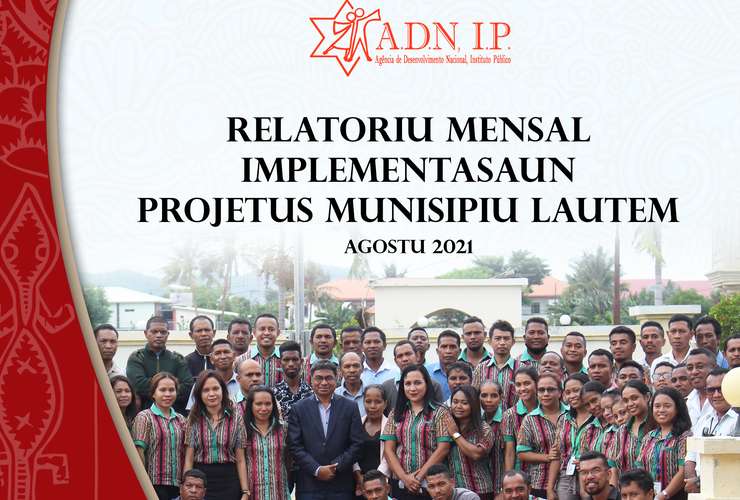 A.D.N, I.P.
Agência de Desenvolvimento Nacional, Instituto Público
RELATORIU MENSAL
IMPLEMENTASAUN
PROJETUS MUNISIPIU LAUTEM
AGOSTU 2021